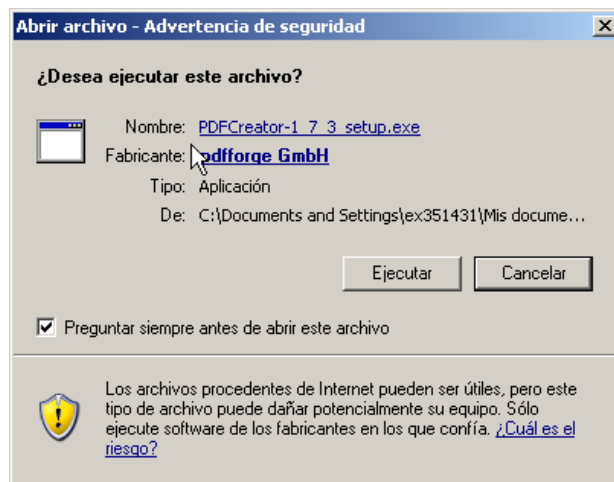 Abrir archivo - Advertencia de seguridad
¿Desea ejecutar este archivo?
Nombre: PDFCreator-1_7_3_setup.exe
Fabricante: pdfforge GmbH
Tipo: Aplicación
De: C:\Documents and Settings\ex351431\Mis docume...
Ejecutar Cancelar
Preguntar siempre antes de abrir este archivo
Los archivos procedentes de Internet pueden ser útiles, pero este
tipo de archivo puede dañar potencialmente su equipo. Sólo
ejecute software de los fabricantes en los que confía. ¿Cuál es el
riesgo?